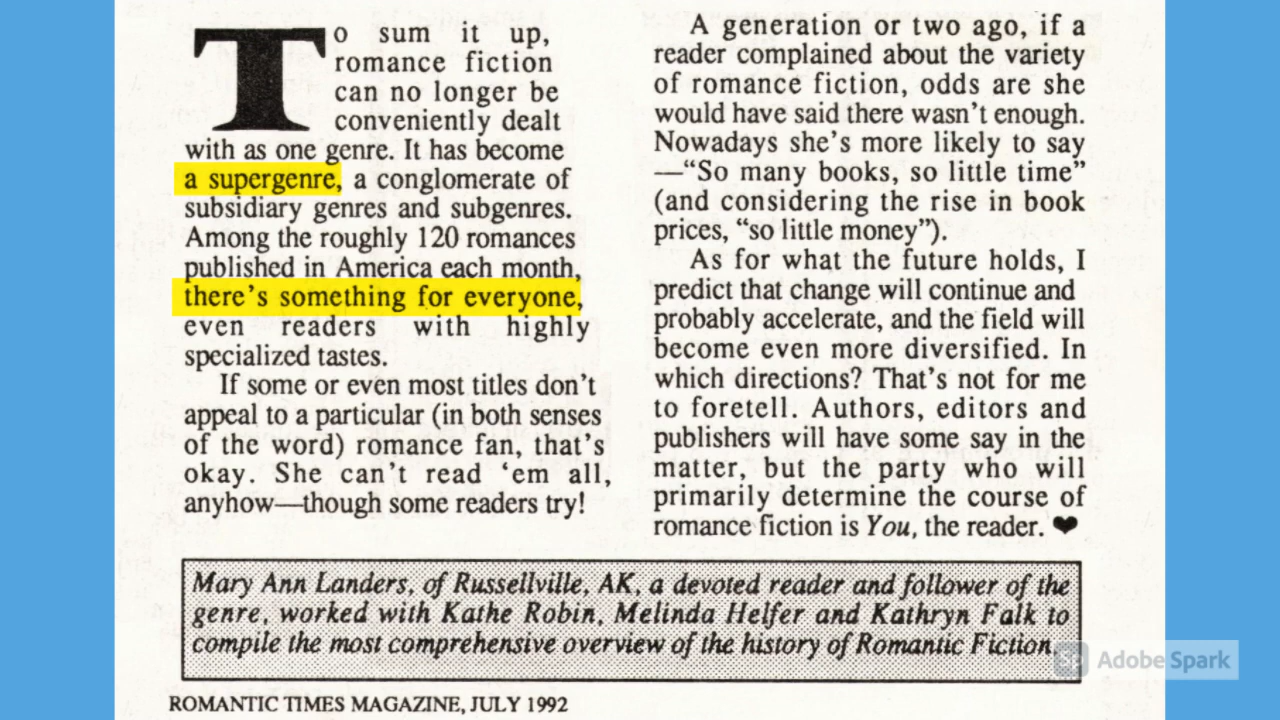 To sum it up,
romance fiction
can no longer be
conveniently dealt
with as one genre. It has become
a supergenre, a conglomerate of
subsidiary genres and subgenres.
Among the roughly 120 romances
published in America each month,
there's something for everyone,
even readers with highly
specialized tastes.
If some or even most titles don't
appeal to a particular (in both senses
of the word) romance fan, that's
okay. She can't read 'em all,
anyhow—though some readers try!
A generation or two ago, if a
reader complained about the variety
of romance fiction, odds are she
would have said there wasn't enough.
Nowadays she's more likely to say
—"So many books, so little time"
(and considering the rise in book
prices, "so little money").
As for what the future holds, I
predict that change will continue and
probably accelerate, and the field will
become even more diversified. In
which directions? That's not for me
to foretell. Authors, editors and
publishers will have some say in the
matter, but the party who will
primarily determine the course of
romance fiction is You, the reader. ❤
Mary Ann Landers, of Russellville, AK, a devoted reader and follower of the
genre, worked with Kathe Robin, Melinda Helfer and Kathryn Falk to
compile the most comprehensive overview of the history of Romantic Fiction.
Sp Adobe Spark
ROMANTIC TIMES MAGAZINE, JULY 1992